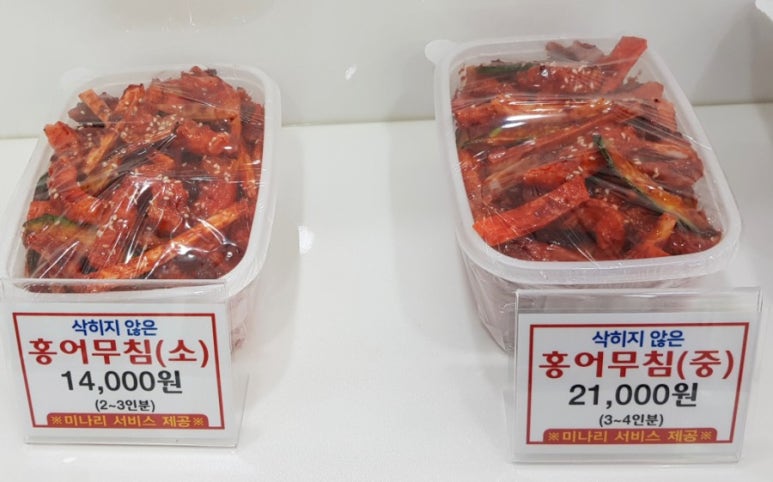 삭히지 않은
홍어무침(소)
14,000원
(2~3인분)
※미나리 서비스 제공※
삭히지 않은
홍어무침(중)
21,000원
(3~4인분)
※미나리 서비스 제공※